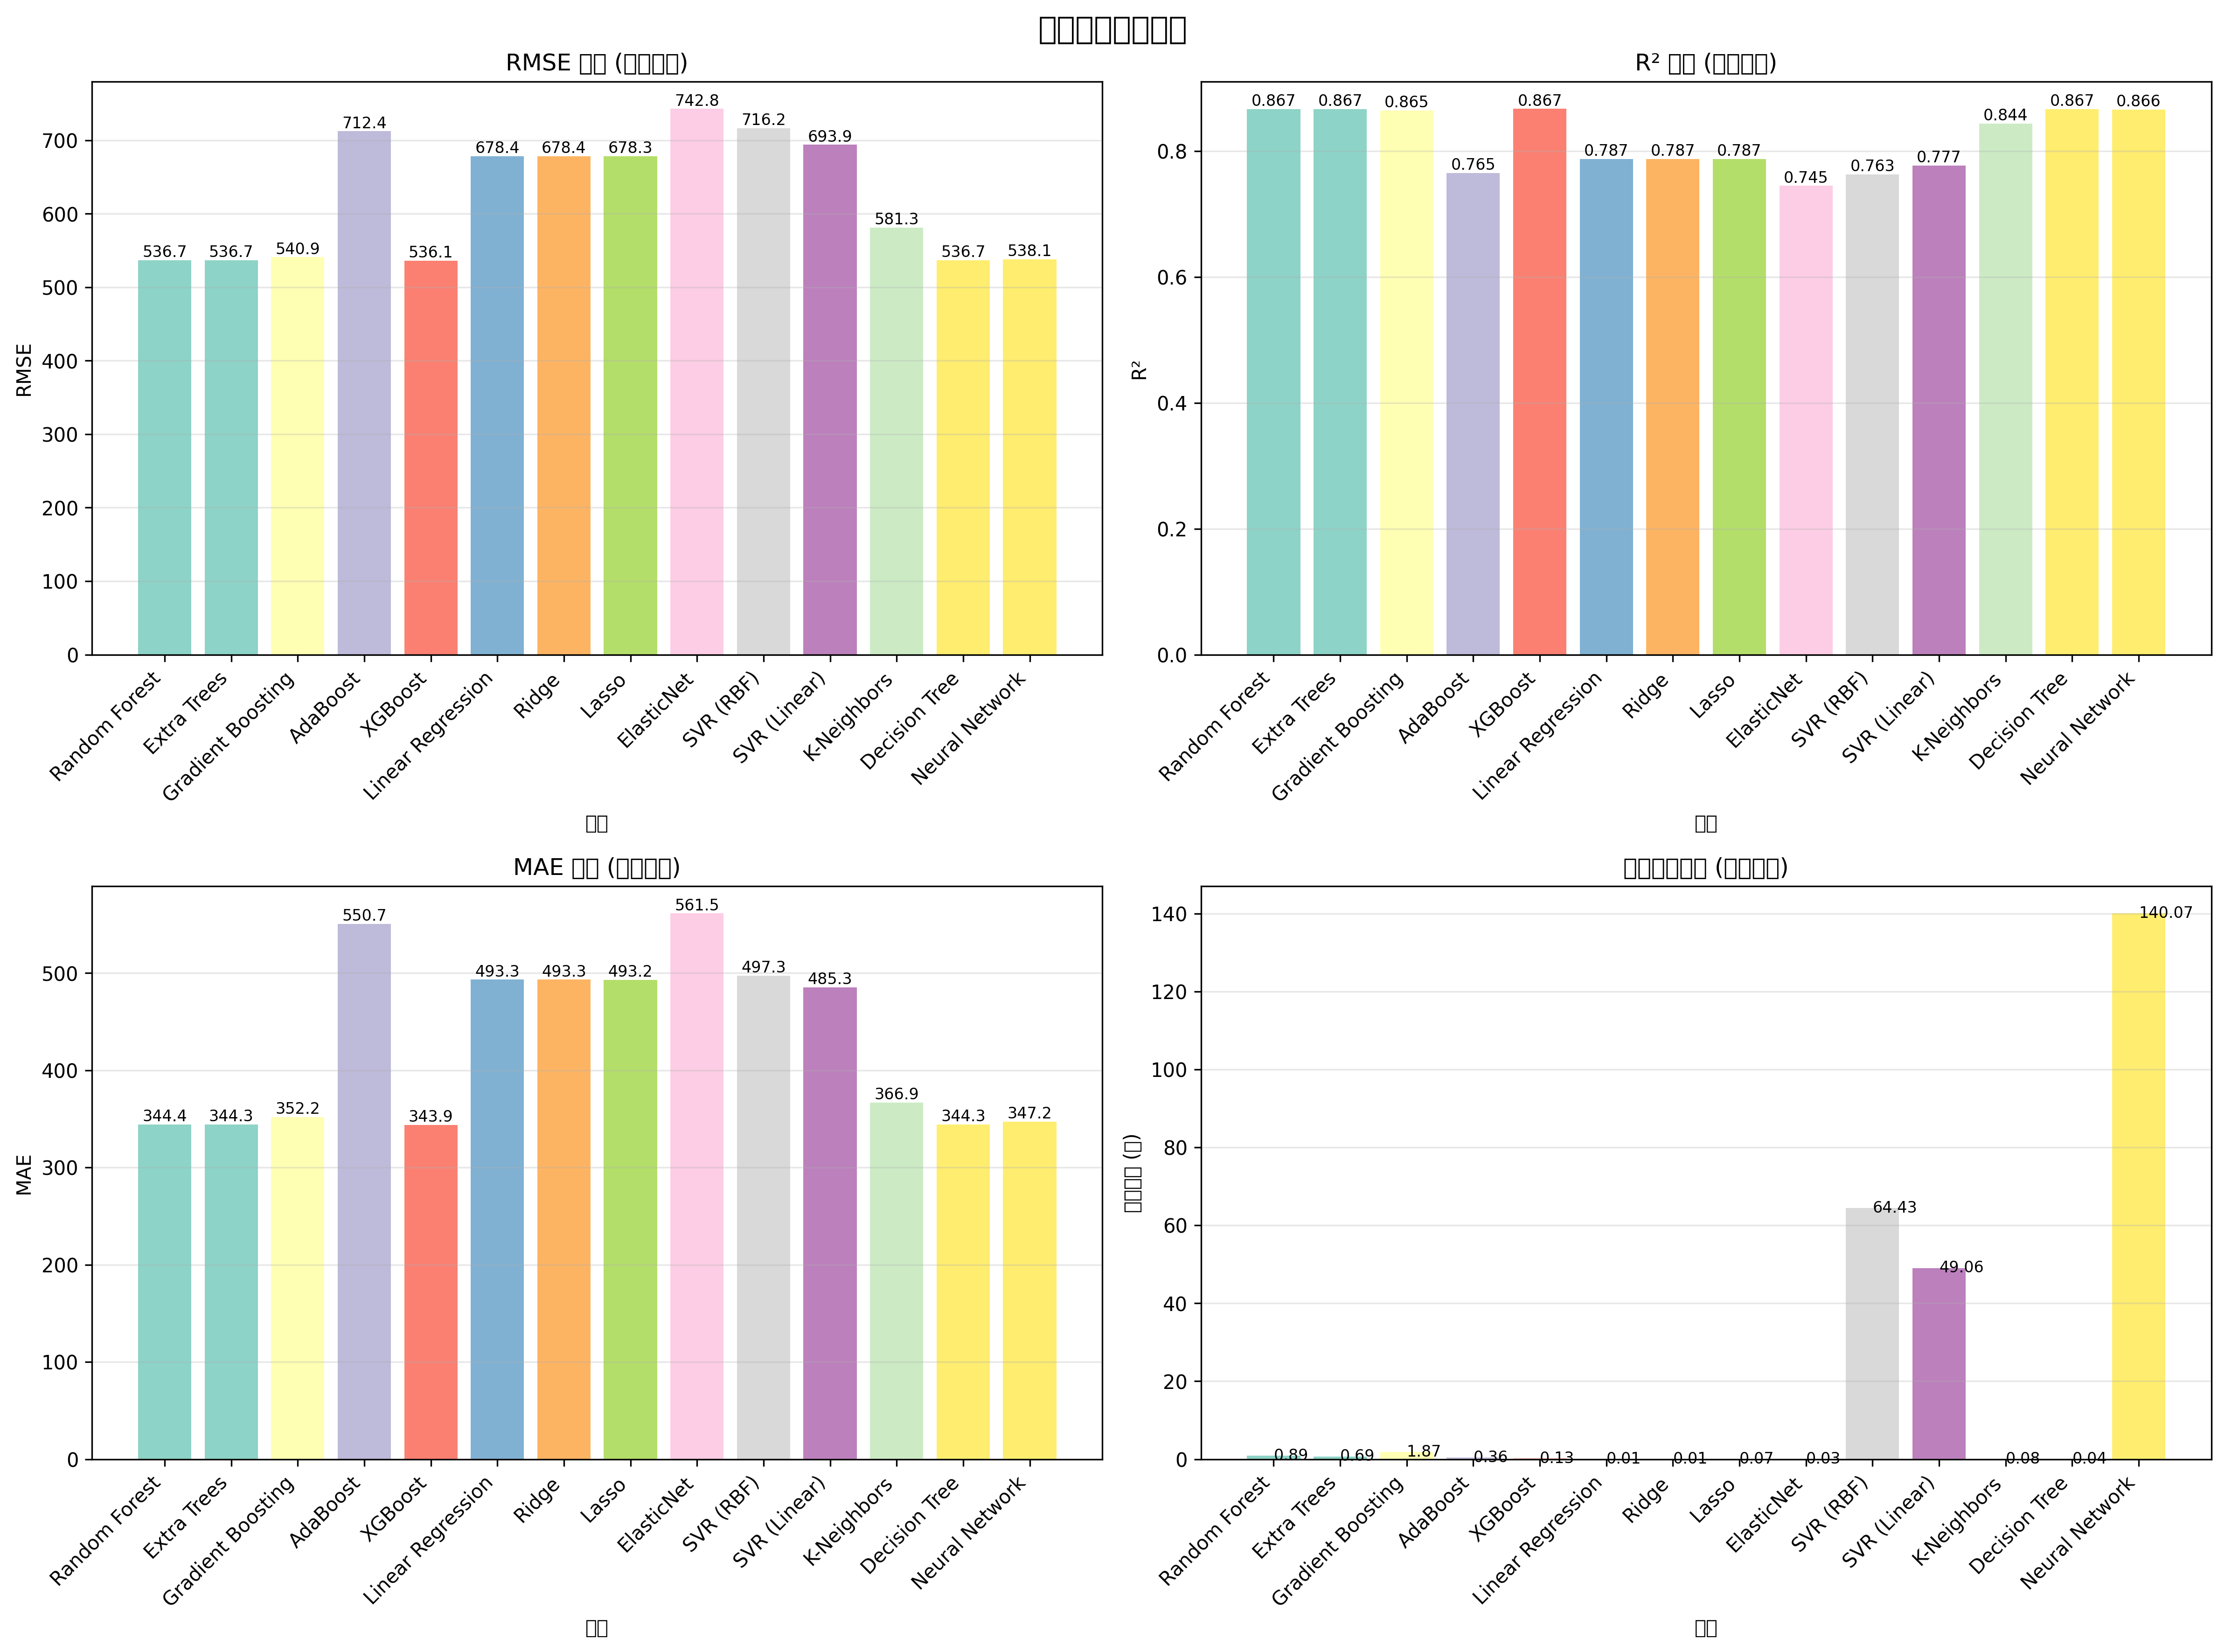 RMSE
R²
RMSE
700
600
500
400
300
200
100
0
712.4
742.8
716.2
693.9
678.4
678.4
678.3
581.3
536.7
536.7
540.9
536.1
536.7
538.1
Random Forest
Extra Trees
Gradient Boosting
AdaBoost
XGBoost
Linear Regression
Ridge
Lasso
ElasticNet
SVR (RBF)
SVR (Linear)
K-Neighbors
Decision Tree
Neural Network
R²
0.8
0.6
0.4
0.2
0.0
0.867
0.867
0.865
0.765
0.867
0.787
0.787
0.787
0.745
0.763
0.777
0.844
0.867
0.866
Random Forest
Extra Trees
Gradient Boosting
AdaBoost
XGBoost
Linear Regression
Ridge
Lasso
ElasticNet
SVR (RBF)
SVR (Linear)
K-Neighbors
Decision Tree
Neural Network
MAE
MAE
500
400
300
200
100
0
344.4
344.3
352.2
550.7
343.9
493.3
493.3
493.2
561.5
497.3
485.3
366.9
344.3
347.2
Random Forest
Extra Trees
Gradient Boosting
AdaBoost
XGBoost
Linear Regression
Ridge
Lasso
ElasticNet
SVR (RBF)
SVR (Linear)
K-Neighbors
Decision Tree
Neural Network
140
120
100
80
60
40
20
0
0.89
0.69
1.87
0.36
0.13
0.01
0.01
0.07
0.03
64.43
49.06
0.08
0.04
140.07
Random Forest
Extra Trees
Gradient Boosting
AdaBoost
XGBoost
Linear Regression
Ridge
Lasso
ElasticNet
SVR (RBF)
SVR (Linear)
K-Neighbors
Decision Tree
Neural Network